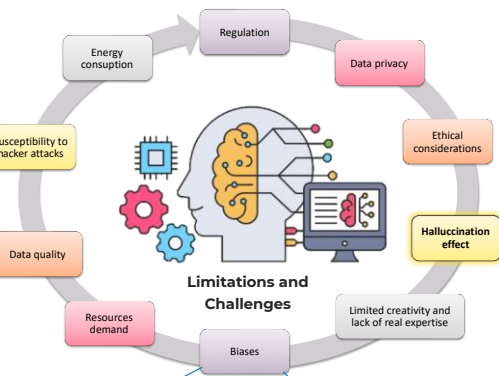 Regulation
Data privacy
Ethical
considerations
Halluccination
effect
Limited creativity and
lack of real expertise
Biases
Resources
demand
Data quality
usceptibility to
hacker attacks
Energy
consuption
Limitations and
Challenges